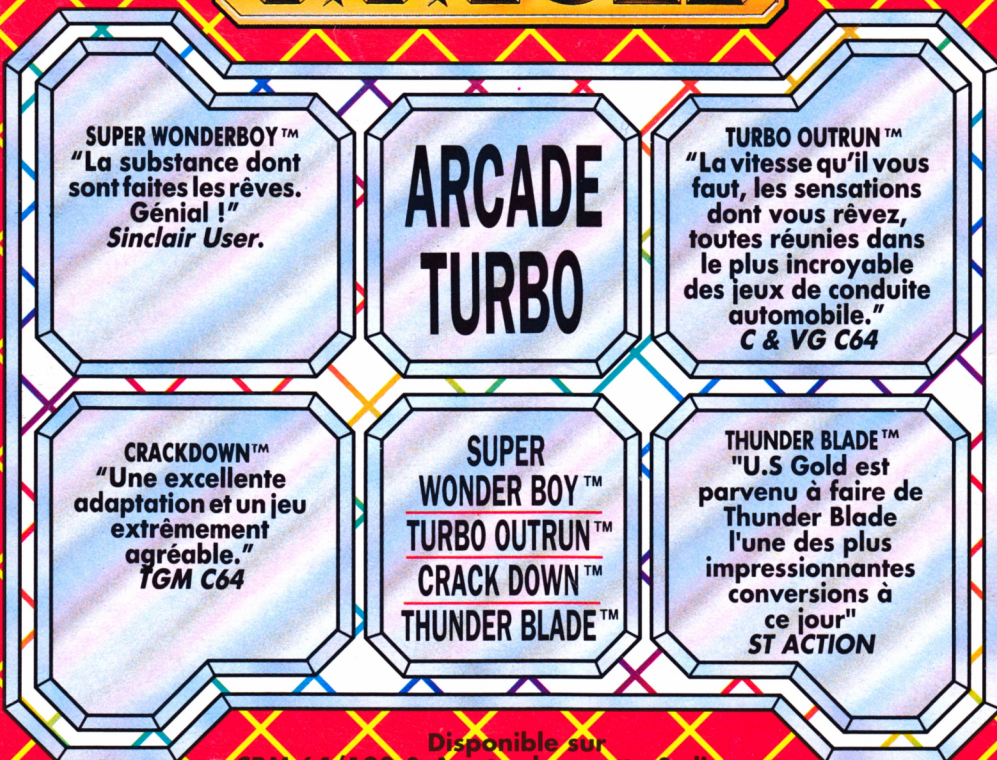 SUPER WONDERBOY™
“La substance dont
sont faites les rêves.
Génial !”
Sinclair User.
ARCADE
TURBO
TURBO OUTRUN™
“La vitesse qu'il vous
faut, les sensations
dont vous rêvez,
toutes réunies dans
le plus incroyable
des jeux de conduite
automobile.”
C & VG C64
CRACKDOWN™
“Une excellente
adaptation et un jeu
extrêmement
agréable.”
TGM C64
SUPER
WONDER BOY™
TURBO OUTRUN™
CRACK DOWN™
THUNDER BLADE™
THUNDER BLADE™
"U.S Gold est
parvenu à faire de
Thunder Blade
l'une des plus
impressionnantes
conversions à
ce jour"
ST ACTION
Disponible sur